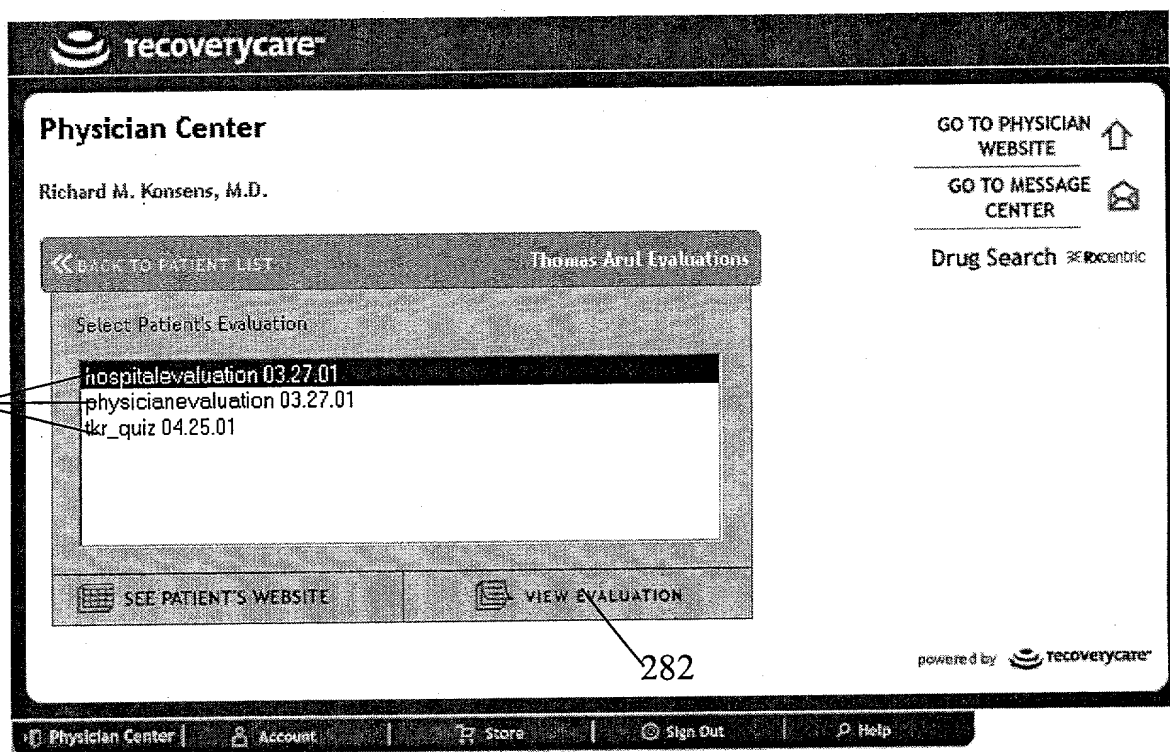 recoverycare™
Physician Center
Richard M. Konsens, M.D.
GO TO PHYSICIAN
WEBSITE
GO TO MESSAGE
CENTER
Drug Search Rxcentric
BACK TO PATIENT LIST
Thomas Arul Evaluations
Select Patient's Evaluation
hospitalevaluation 03.27.01
physicianevaluation 03.27.01
tkr_quiz 04.25.01
SEE PATIENT'S WEBSITE
VIEW EVALUATION
282
powered by recoverycare™
Physician Center | Account | Store | Sign Out | Help